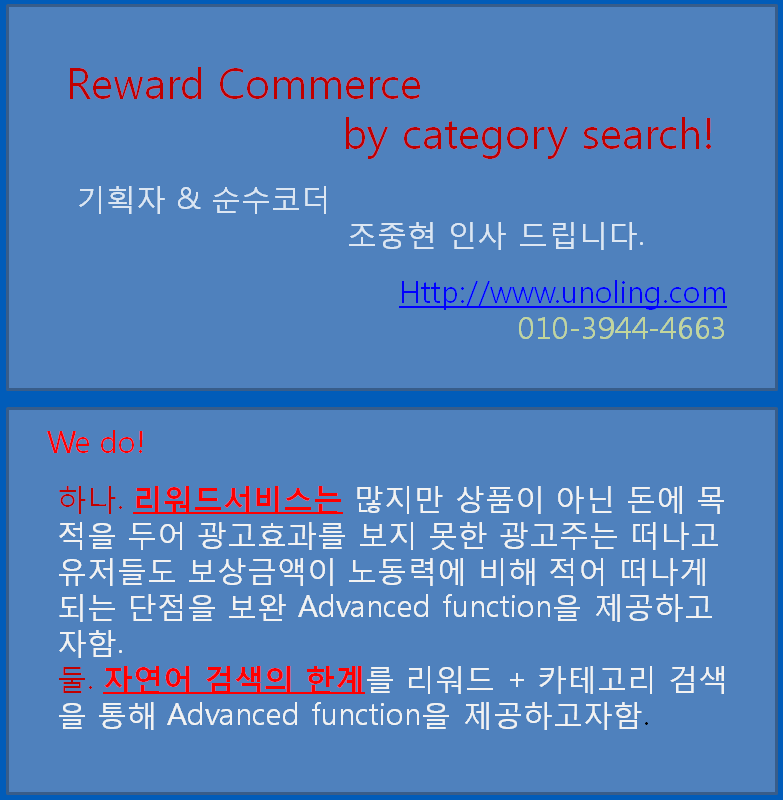 Reward Commerce
by category search!
기획자 & 순수코더
조중현 인사 드립니다.
Http://www.unoling.com
010-3944-4663
We do!
하나. 리워드서비스는 많지만 상품이 아닌 돈에 목
적을 두어 광고효과를 보지 못한 광고주는 떠나고
유저들도 보상금액이 노동력에 비해 적어 떠나게
되는 단점을 보완 Advanced function을 제공하고
자함.
둘. 자연어 검색의 한계를 리워드 + 카테고리 검색
을 통해 Advanced function을 제공하고자함.